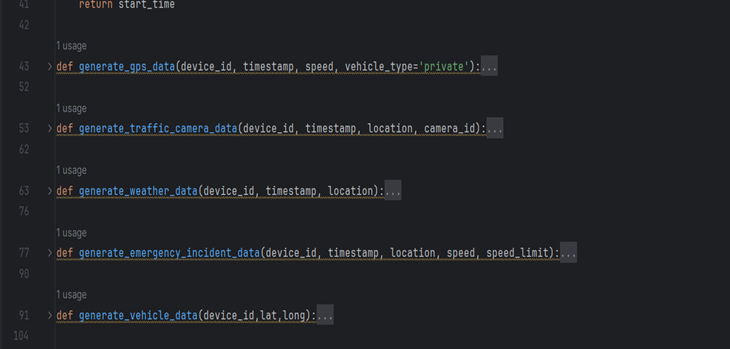 41 return start_time
42
1 usage
43 def generate_gps_data(device_id, timestamp, speed, vehicle_type='private'):...
52
1 usage
53 def generate_traffic_camera_data(device_id, timestamp, location, camera_id):...
62
1 usage
63 def generate_weather_data(device_id, timestamp, location):...
76
1 usage
77 def generate_emergency_incident_data(device_id, timestamp, location, speed, speed_limit):...
90
1 usage
91 def generate_vehicle_data(device_id,lat,long):...
104